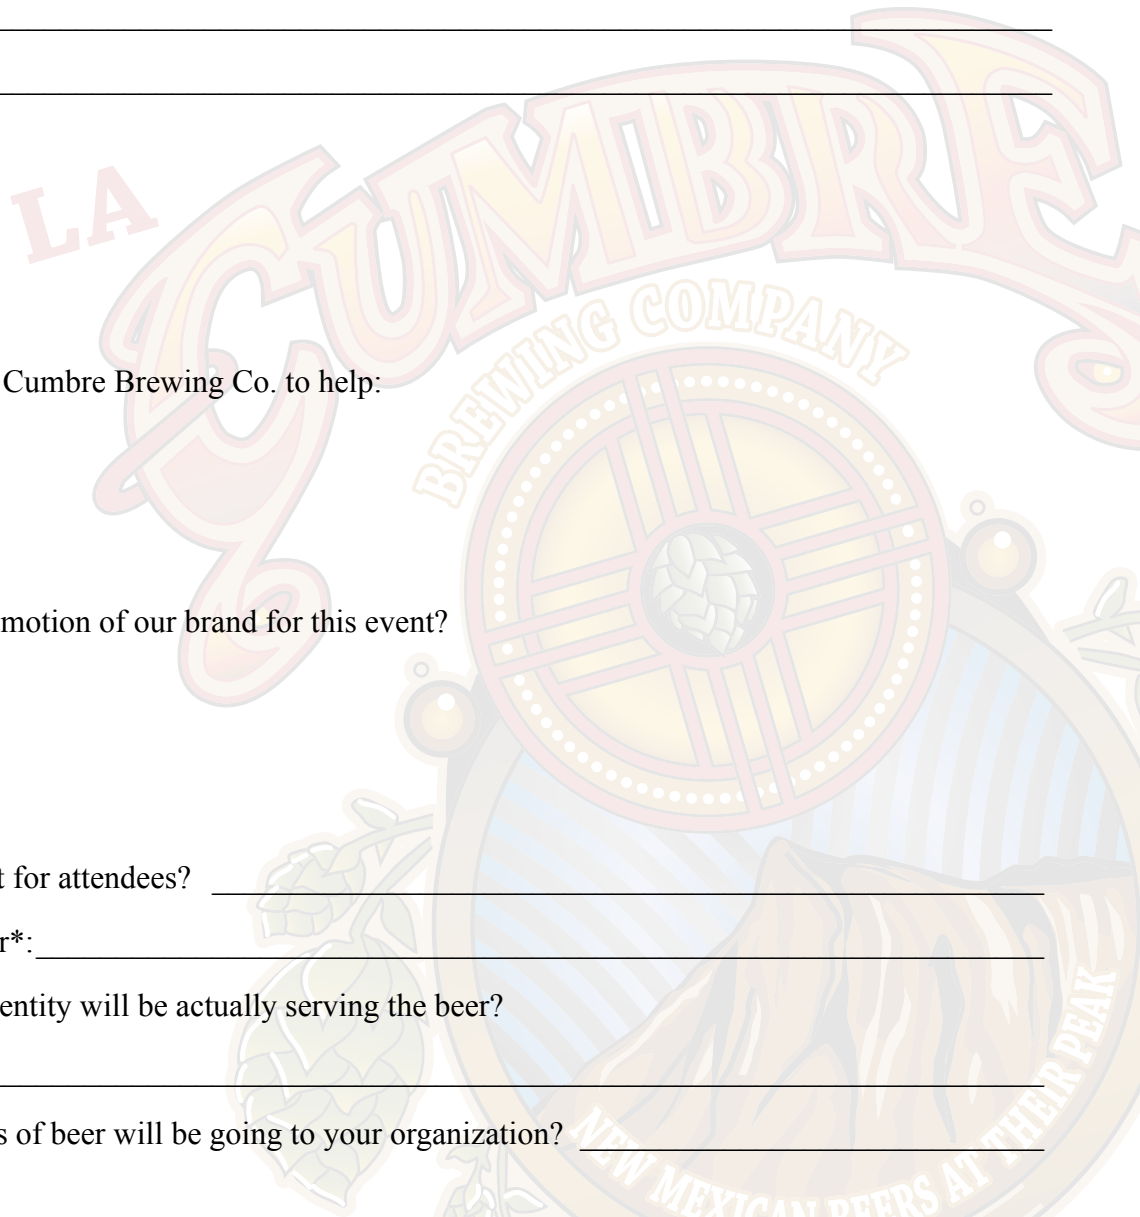 LA
CUMBRE
BREWING COMPANY
Cumbre Brewing Co. to help:
motion of our brand for this event?
t for attendees?
r*:
entity will be actually serving the beer?
s of beer will be going to your organization?
NEW MEXICAN BEERS AT THEIR PEAK